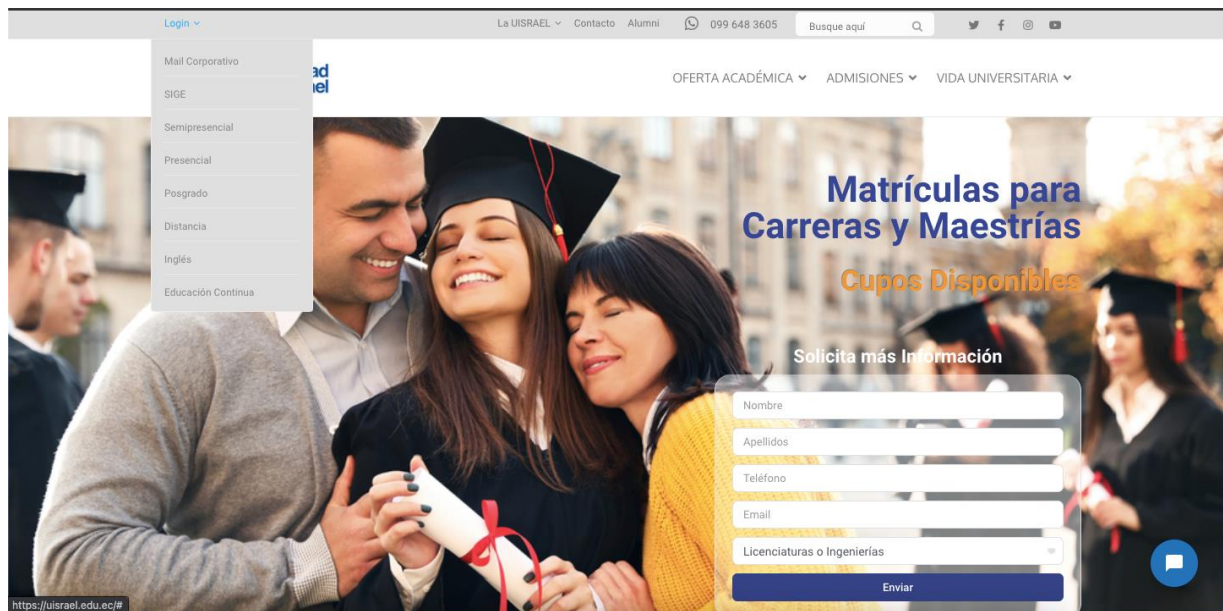 Login
La UISRAEL
Contacto
Alumni
099 648 3605
Busque aquí
Mail Corporativo
SIGE
Semipresencial
Presencial
Posgrado
Distancia
Inglés
Educación Continua
ad
el
OFERTA ACADÉMICA
ADMISIONES
VIDA UNIVERSITARIA
Matrículas para
Carreras y Maestrías
Cupos Disponibles
Solicita más Información
Nombre
Apellidos
Teléfono
Email
Licenciaturas o Ingenierías
Enviar
https://uisrael.edu.ec/#